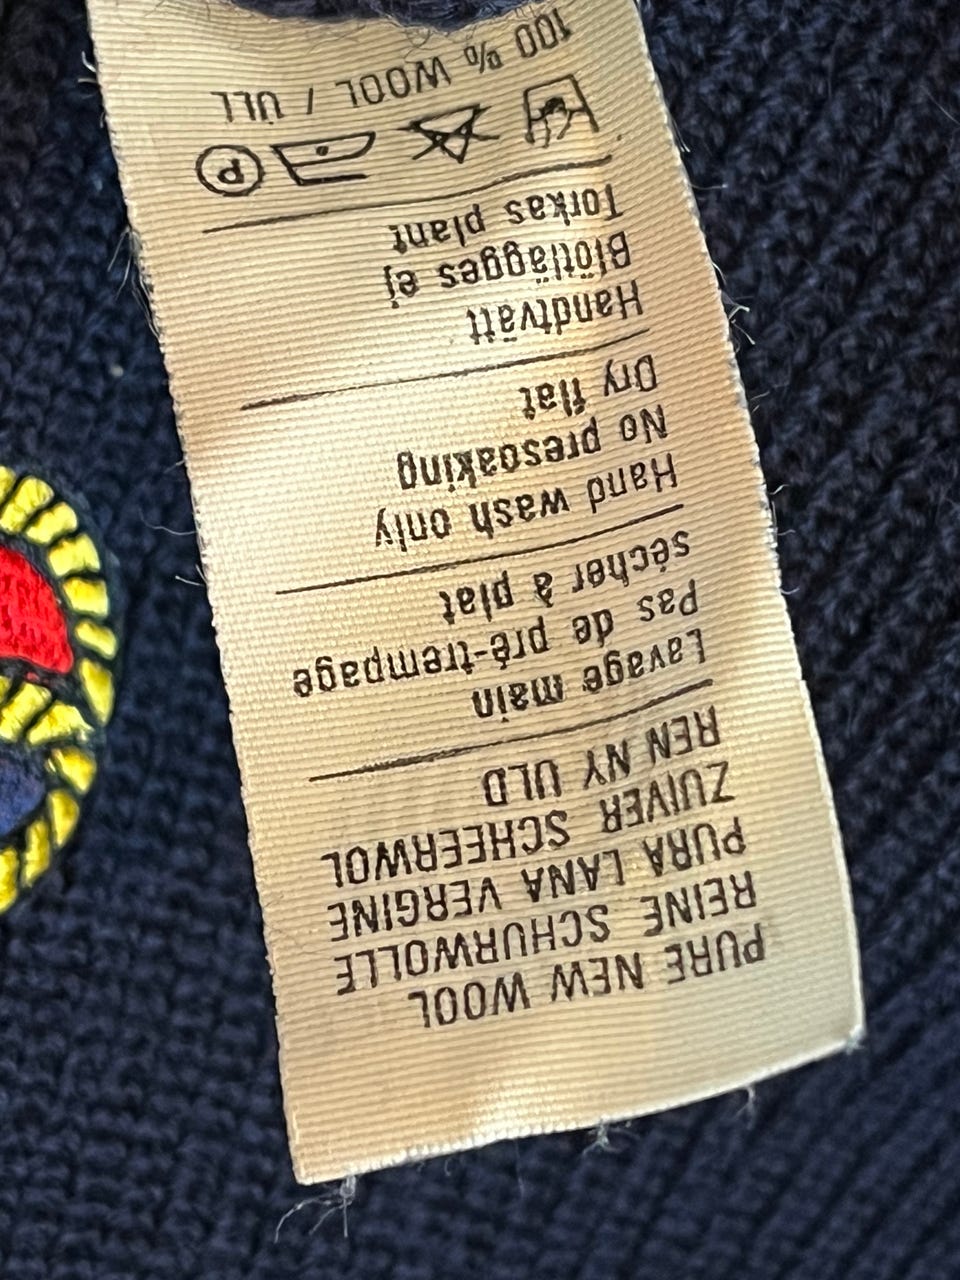 PURE NEW WOOL
REINE SCHURWOLLE
PURA LANA VERGINE
ZUIVER SCHEERWOL
REN NY ULD
Lavage main
Pas de pré-trempage
sécher à plat
Hand wash only
No presoaking
Dry flat
Handtvätt
Blötlägges ej
Torkas plant
P
100 % WOOL / ULL